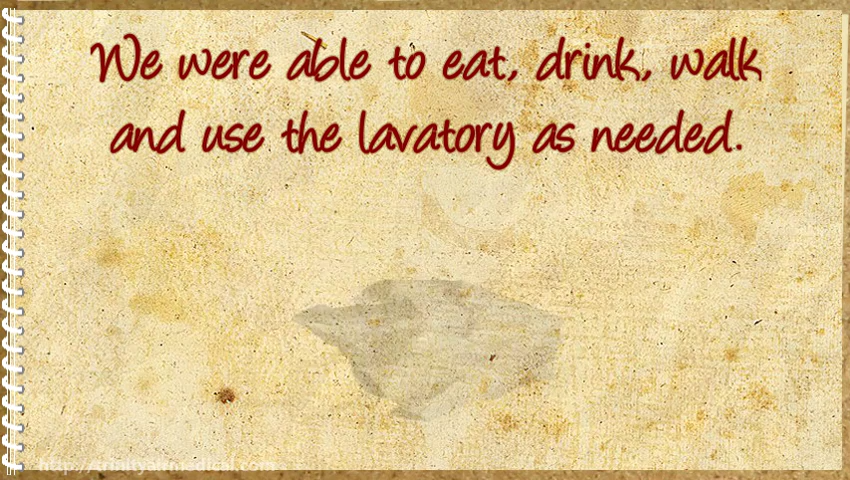 We were able to eat, drink, walk
and use the lavatory as needed.